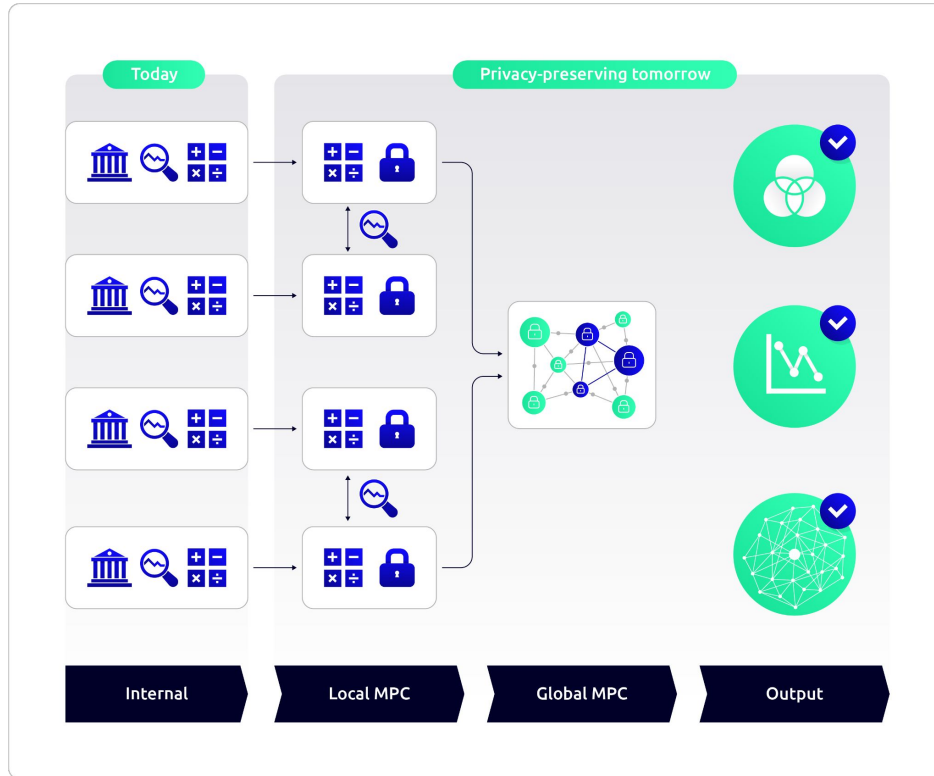 Today
Privacy-preserving tomorrow
Internal
Local MPC
Global MPC
Output